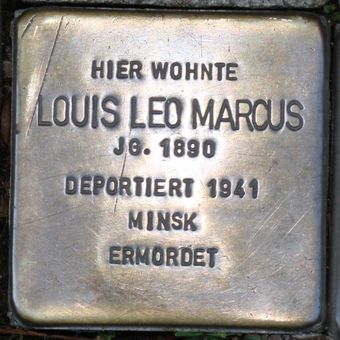 HIER WOHNTE
LOUIS LEO MARCUS
JG. 1890
DEPORTIERT 1941
MINSK
ERMORDET